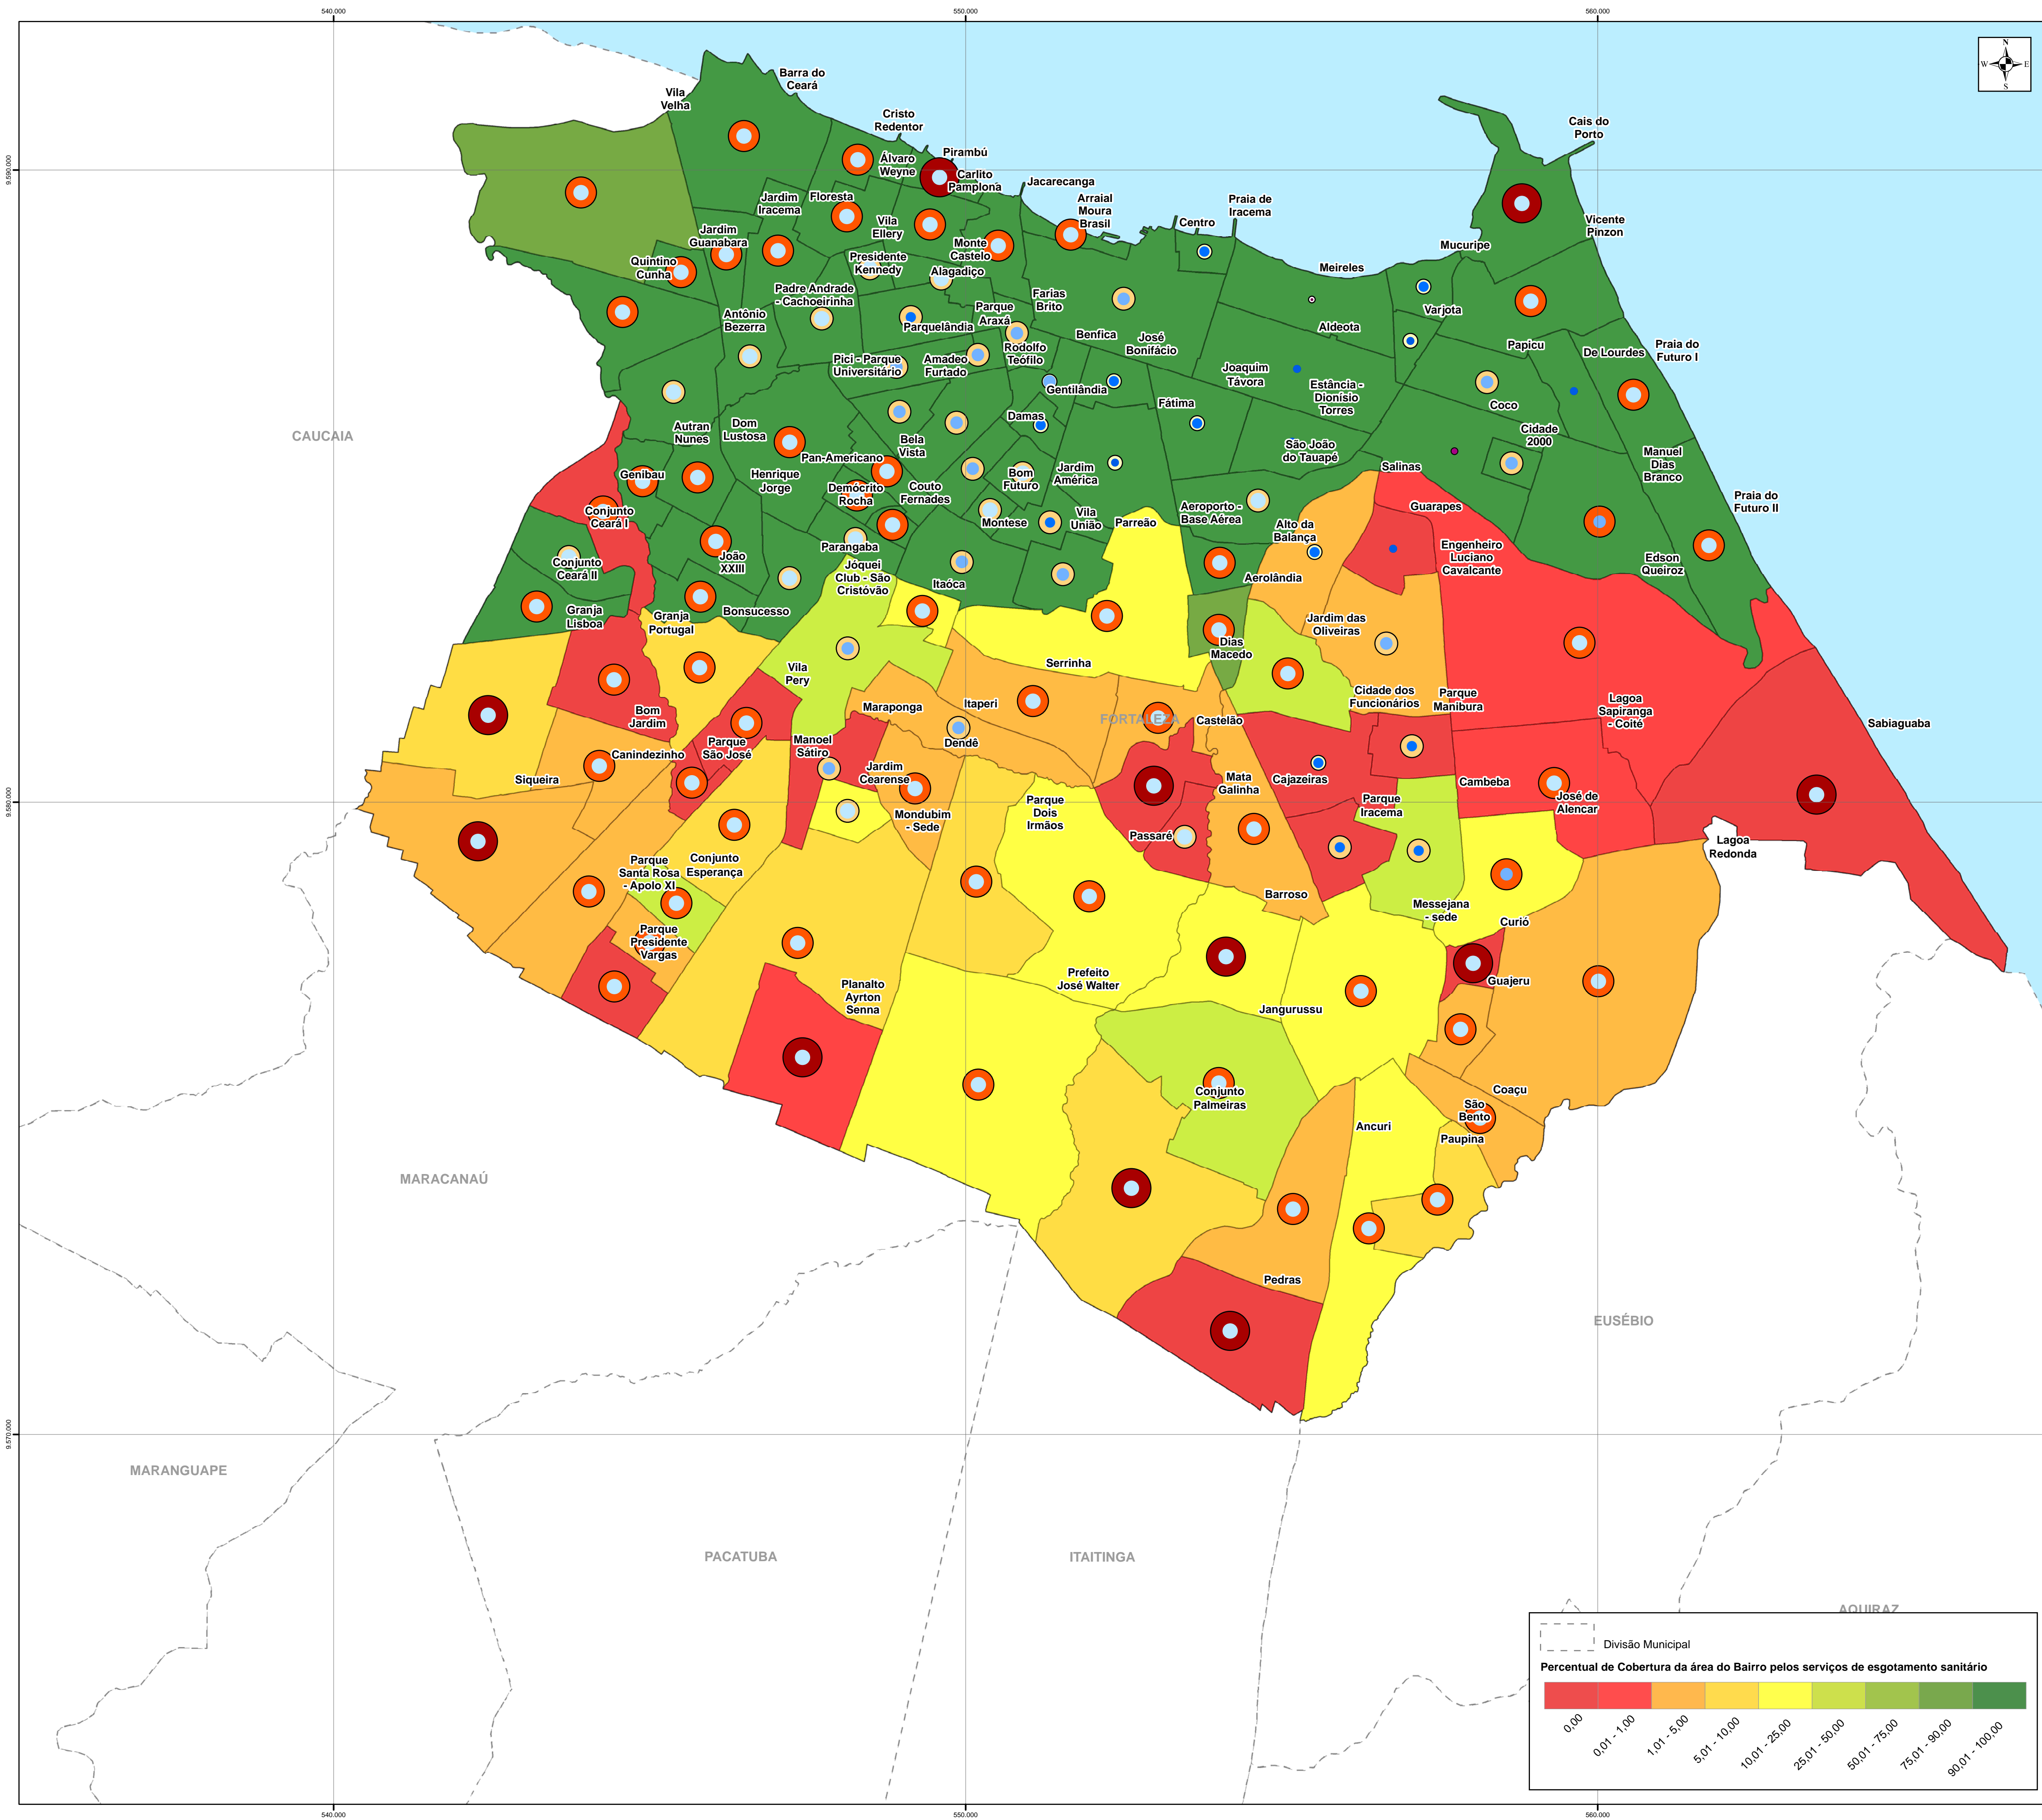 540.000
550.000
560.000
N
W
E
S
9.590.000
9.580.000
9.570.000
Barra do
Ceará
Vila
Velha
Cristo
Redentor
Cais do
Porto
Pirambú
Álvaro
Weyne
Carlito
Pamplona
Jacarecanga
Jardim
Iracema
Floresta
Arraial
Moura
Brasil
Praia de
Iracema
Centro
Vila
Ellery
Vicente
Pinzon
Jardim
Guanabara
Monte
Castelo
Mucuripe
Quintino
Cunha
Presidente
Kennedy
Alagadiço
Meireles
Padre Andrade
- Cachoeirinha
Farias
Brito
Parque
Araxá
Varjota
Antônio
Bezerra
Parquelândia
Aldeota
Benfica
José
Bonifácio
Rodolfo
Teófilo
Papicu
De Lourdes
Praia do
Futuro I
Pici - Parque
Universitário
Amadeo
Furtado
Joaquim
Távora
Gentilândia
Estância -
Dionísio
Torres
Fátima
Coco
Damas
Autran
Nunes
Dom
Lustosa
Cidade
2000
Bela
Vista
São João
do Tauapé
Pan-Americano
Manuel
Dias
Branco
CAUCAIA
Genibau
Henrique
Jorge
Bom
Futuro
Jardim
América
Salinas
Demócrito
Rocha
Couto
Fernades
Praia do
Futuro II
Conjunto
Ceará I
Montese
Vila
União
Parreão
Aeroporto -
Base Aérea
Guarapes
Alto da
Balança
Parangaba
João
XXIII
Engenheiro
Luciano
Cavalcante
Edson
Queiroz
Conjunto
Ceará II
Jóquei
Club - São
Cristóvão
Itaóca
Aerolândia
Granja
Lisboa
Bonsucesso
Granja
Portugal
Jardim das
Oliveiras
Dias
Macedo
Serrinha
Vila
Pery
Cidade dos
Funcionários
Parque
Manibura
Lagoa
Sapiranga
- Coité
Bom
Jardim
Maraponga
Itaperi
FORTALEZA
Castelão
Sabiaguaba
Canindezinho
Parque
São José
Manoel
Sátiro
Dendê
Siqueira
Jardim
Cearense
Mata
Galinha
Cajazeiras
Cambeba
Parque
Iracema
José de
Alencar
Mondubim
- Sede
Parque
Dois
Irmãos
Passaré
Lagoa
Redonda
Conjunto
Esperança
Parque
Santa Rosa
- Apolo XI
Barroso
Messejana
- sede
Curió
Parque
Presidente
Vargas
Prefeito
José Walter
Guajeru
Planalto
Ayrton
Senna
Jangurussu
Conjunto
Palmeiras
Coaçu
São
Bento
Ancuri
Paupina
MARACANAÚ
Pedras
EUSÉBIO
MARANGUAPE
PACATUBA
ITAITINGA
AQUIRAZ
Divisão Municipal
Percentual de Cobertura da área do Bairro pelos serviços de esgotamento sanitário
0,00
0,01 - 1,00
1,01 - 5,00
5,01 - 10,00
10,01 - 25,00
25,01 - 50,00
50,01 - 75,00
75,01 - 90,00
90,01 - 100,00
540.000
550.000
560.000